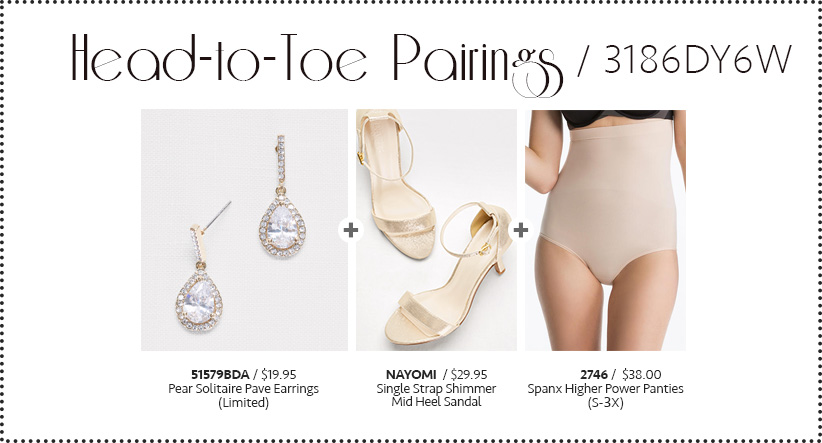 Head-to-Toe Pairings / 3186DY6W
51579BDA / $19.95
Pear Solitaire Pave Earrings
(Limited)
NAYOMI / $29.95
Single Strap Shimmer
Mid Heel Sandal
2746 / $38.00
Spanx Higher Power Panties
(S-3X)